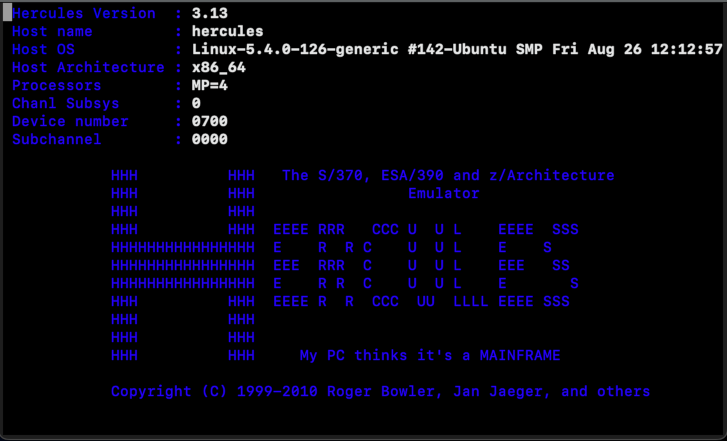 Hercules Version  : 3.13
Host name         : hercules
Host OS           : Linux-5.4.0-126-generic #142-Ubuntu SMP Fri Aug 26 12:12:57
Host Architecture : x86_64
Processors        : MP=4
Chanl Subsys      : 0
Device number     : 0700
Subchannel        : 0000
HHH          HHH   The S/370, ESA/390 and z/Architecture
HHH          HHH                 Emulator
HHH          HHH
HHH          HHH  EEEE RRR   CCC U  U L    EEEE  SSS
HHHHHHHHHHHHHHHH  E    R  R C    U  U L    E    S
HHHHHHHHHHHHHHHH  EEE  RRR  C    U  U L    EEE   SS
HHHHHHHHHHHHHHHH  E    R R  C    U  U L    E       S
HHH          HHH  EEEE R  R  CCC  UU  LLLL EEEE SSS
HHH          HHH
HHH          HHH
HHH          HHH     My PC thinks it's a MAINFRAME
Copyright (C) 1999-2010 Roger Bowler, Jan Jaeger, and others